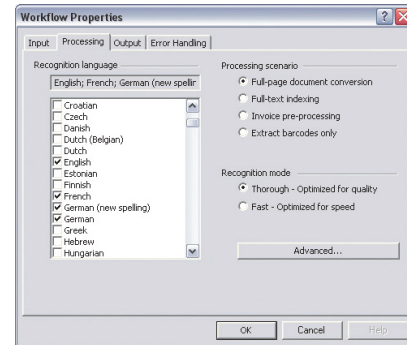 Workflow Properties
Input Processing Output Error Handling
Recognition language
English; French; German (new spellir
Croatian
Czech
Danish
Dutch (Belgian)
Dutch
English
Estonian
Finnish
French
German (new spelling)
German
Greek
Hebrew
Hungarian
Processing scenario
Full-page document conversion
Full-text indexing
Invoice pre-processing
Extract barcodes only
Recognition mode
Thorough - Optimized for quality
Fast - Optimized for speed
Advanced...
OK Cancel Help